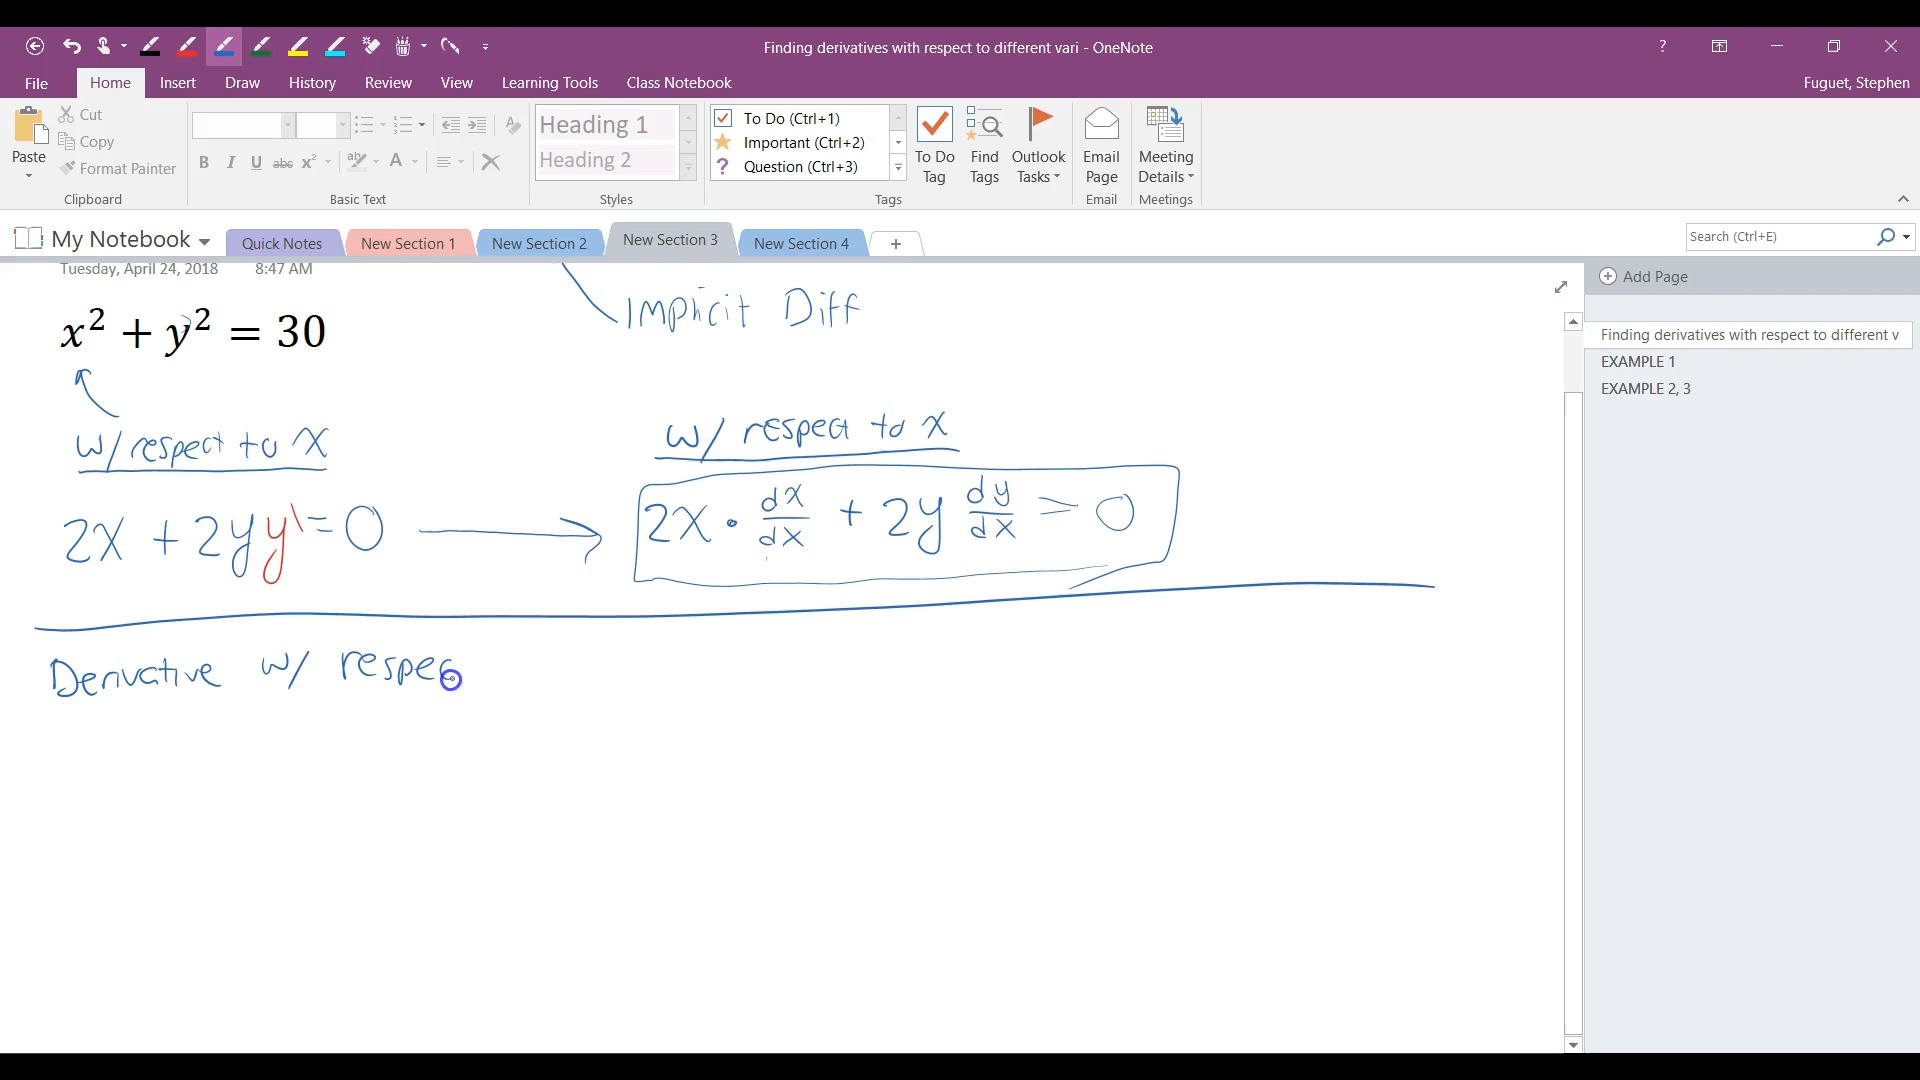 Finding derivatives with respect to different vari - OneNote
?
File Home Insert Draw History Review View Learning Tools Class Notebook
Fuguet, Stephen
Paste
Cut
Copy
Format Painter
Clipboard
B I U abc x² ab A
Basic Text
Heading 1
Heading 2
Styles
To Do (Ctrl+1)
Important (Ctrl+2)
? Question (Ctrl+3)
To Do Tag
Find Tags
Outlook Tasks
Tags
Email Page
Email
Meeting Details
Meetings
My Notebook
Quick Notes
New Section 1
New Section 2
New Section 3
New Section 4
+
Search (Ctrl+E)
Tuesday, April 24, 2018 8:47 AM
Add Page
Finding derivatives with respect to different v
EXAMPLE 1
EXAMPLE 2, 3
Implicit Diff
x² + y² = 30
w/ respect to x
w/ respect to x
2x + 2yy' = 0
2x · dx/dx + 2y dy/dx = 0
Derivative w/ respec